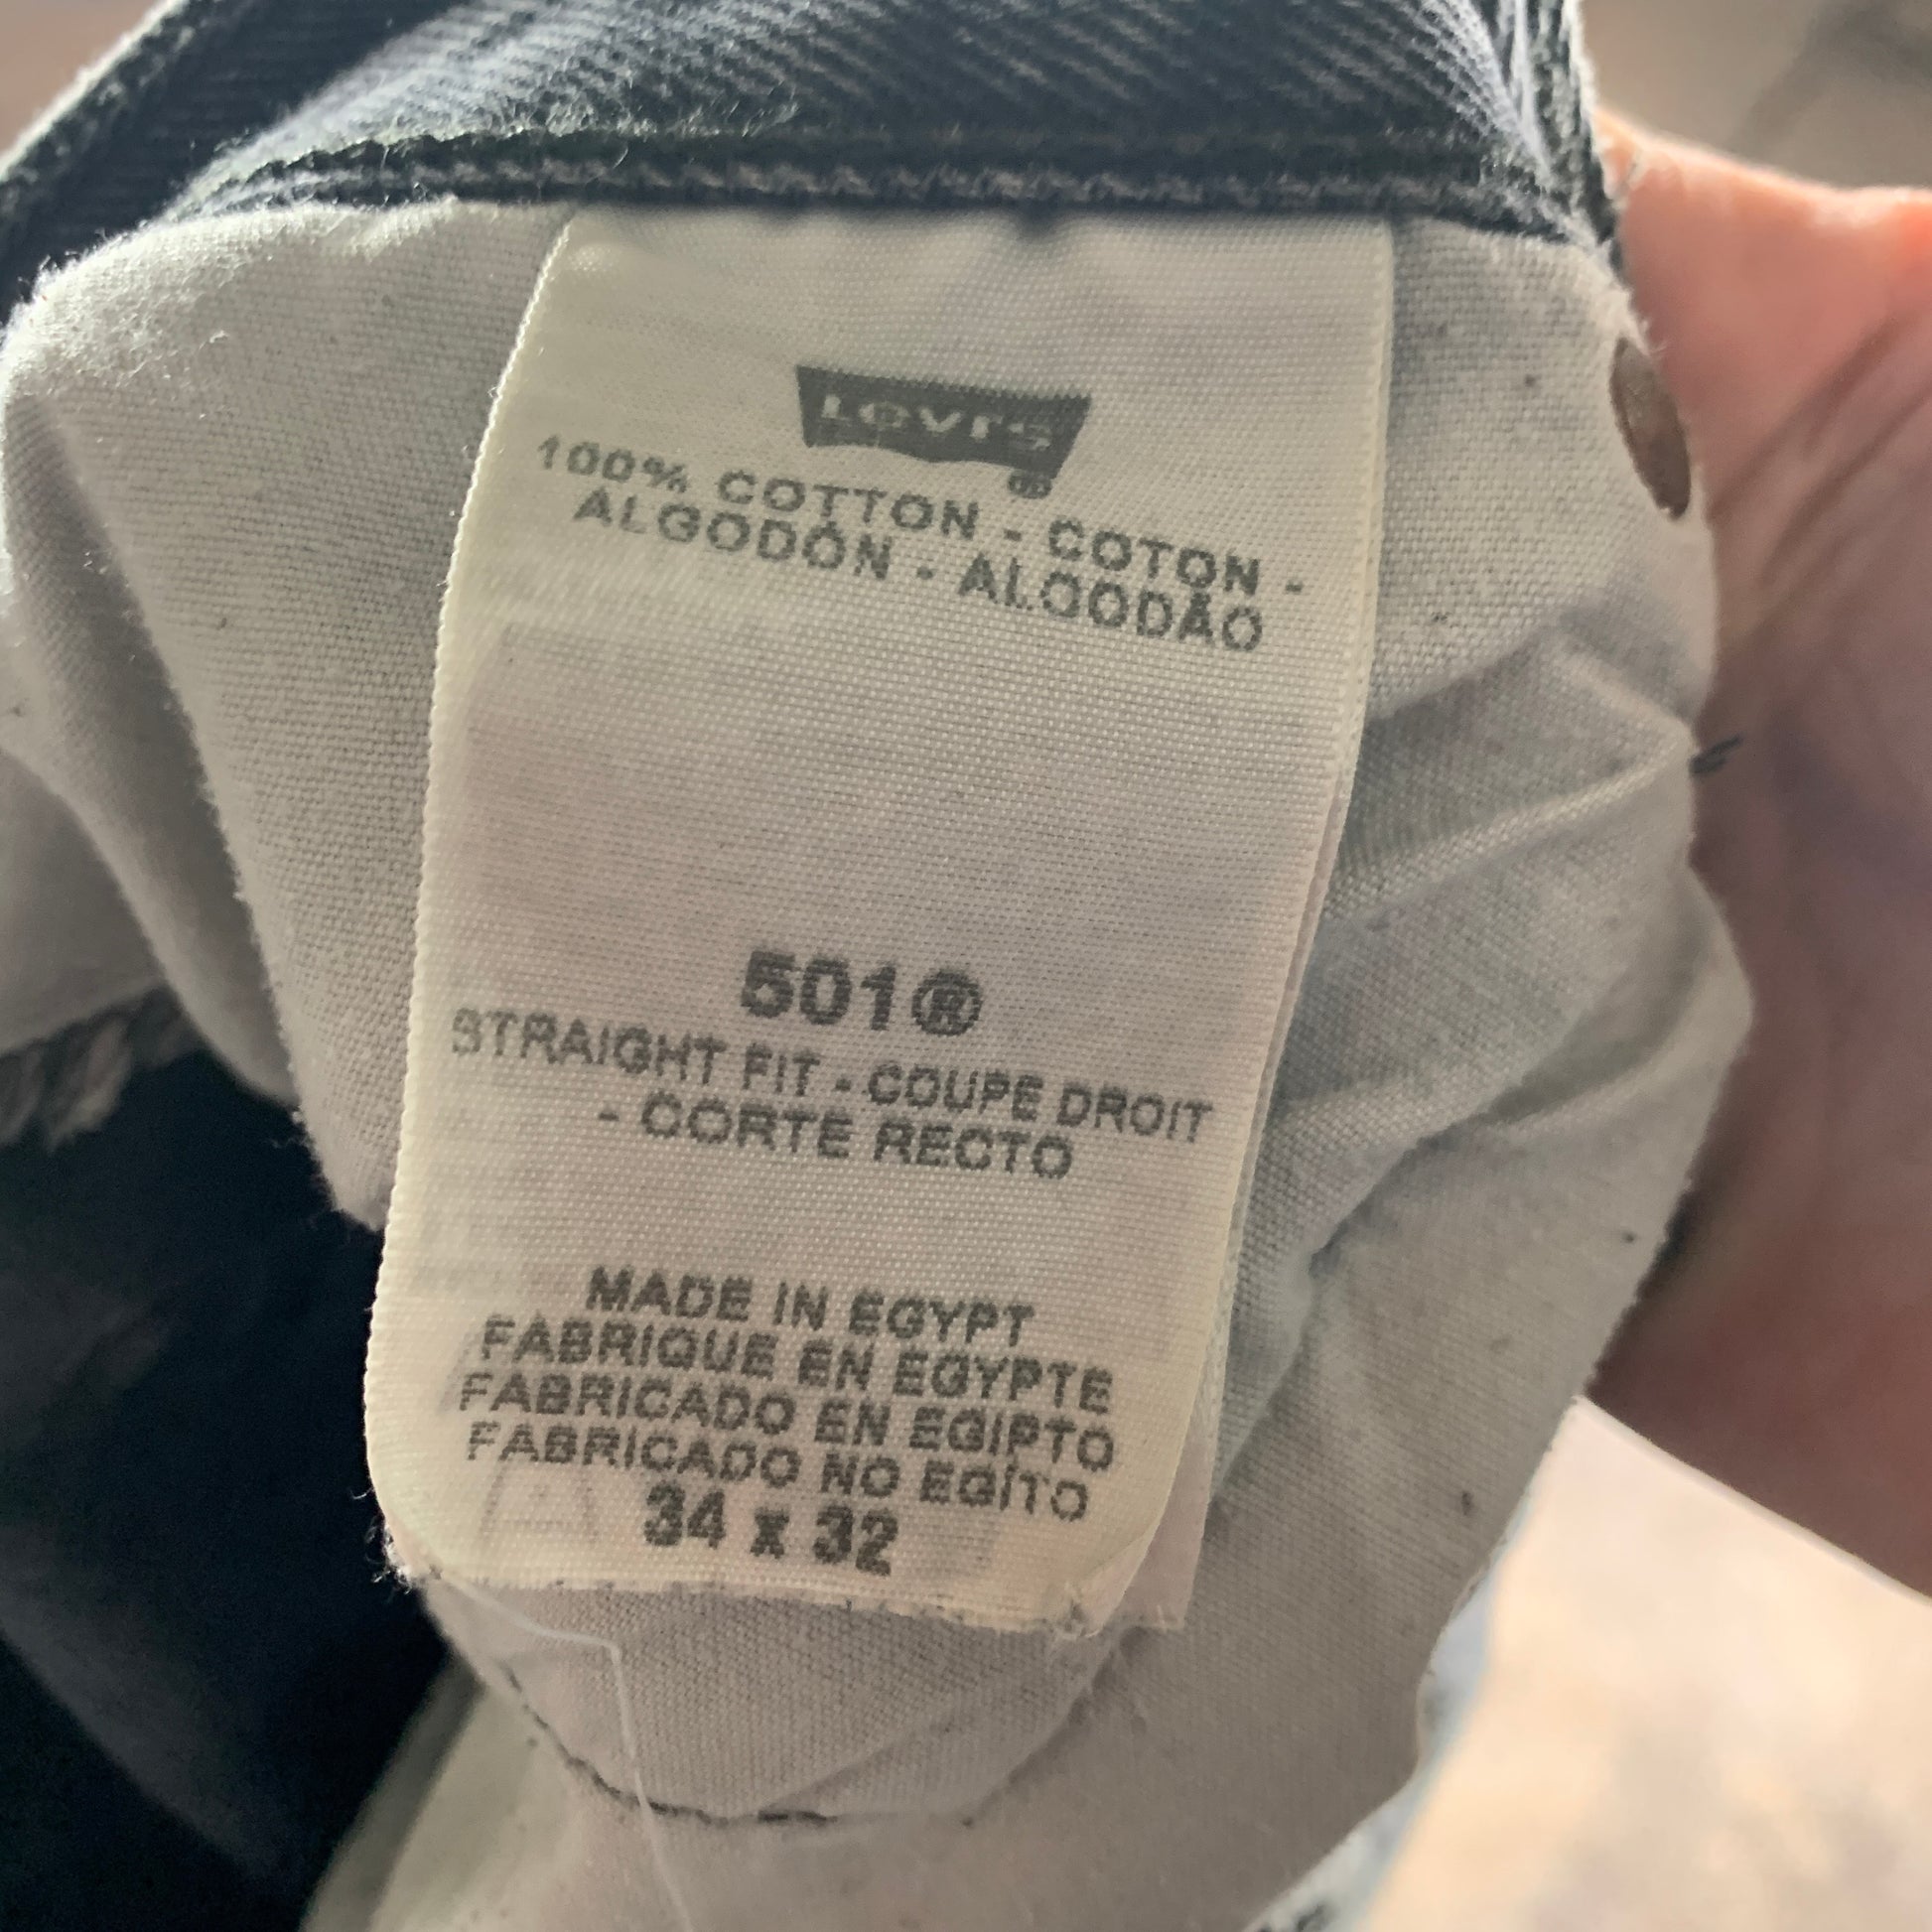 Levi's
®
100% COTTON - COTON -
ALGODÓN - ALGODÃO
501®
STRAIGHT FIT - COUPE DROIT
- CORTE RECTO
MADE IN EGYPT
FABRIQUE EN EGYPTE
FABRICADO EN EGIPTO
FABRICADO NO EGÍTO
34 x 32